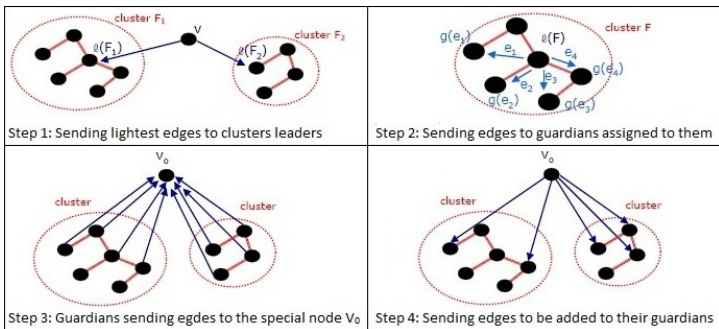 cluster F₁
V
ℓ(F₁)
ℓ(F₂)
cluster F₂
Step 1: Sending lightest edges to clusters leaders
cluster F
g(e₁)
ℓ(F)
e₁
e₄
g(e₄)
e₂
e₃
g(e₂)
g(e₃)
Step 2: Sending edges to guardians assigned to them
V₀
cluster
cluster
Step 3: Guardians sending egdes to the special node V₀
V₀
cluster
cluster
Step 4: Sending edges to be added to their guardians